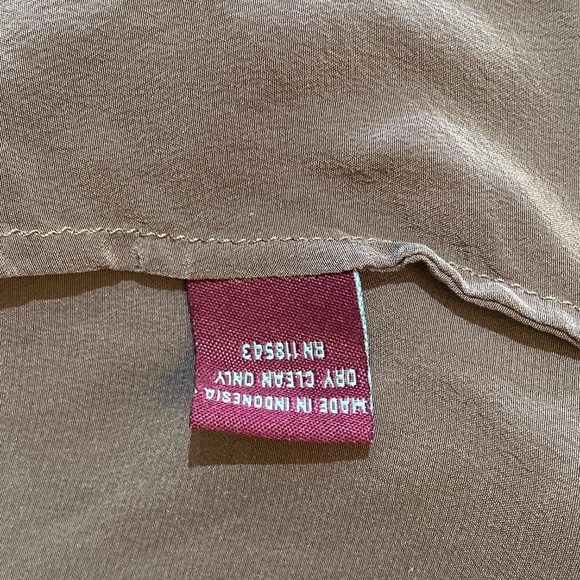 MADE IN INDONESIA
DRY CLEAN ONLY
RN 118543